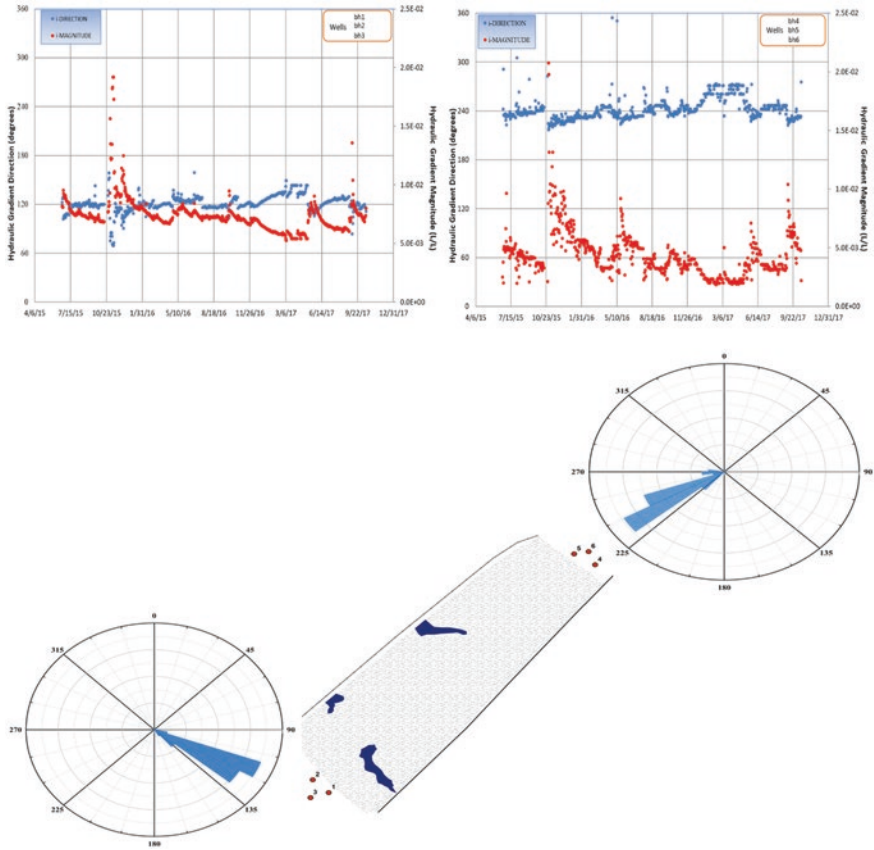 360
300
240
180
120
60
0
Hydraulic Gradient Direction (degrees)
i-DIRECTION
i-MAGNITUDE
Wells
bh1
bh2
bh3
2.5E-02
2.0E-02
1.5E-02
1.0E-02
5.0E-03
0.0E+00
Hydraulic Gradient Magnitude (L/L)
4/6/15 7/15/15 10/23/15 1/31/16 5/10/16 8/18/16 11/26/16 3/6/17 6/14/17 9/22/17 12/31/17
360
300
240
180
120
60
0
Hydraulic Gradient Direction (degrees)
i-DIRECTION
i-MAGNITUDE
Wells
bh4
bh5
bh6
2.5E-02
2.0E-02
1.5E-02
1.0E-02
5.0E-03
0.0E+00
Hydraulic Gradient Magnitude (L/L)
4/6/15 7/15/15 10/23/15 1/31/16 5/10/16 8/18/16 11/26/16 3/6/17 6/14/17 9/22/17 12/31/17
0
315 45
270 90
225 135
180
5 6
4
0
315 45
270 90
225 135
180
2
3 1